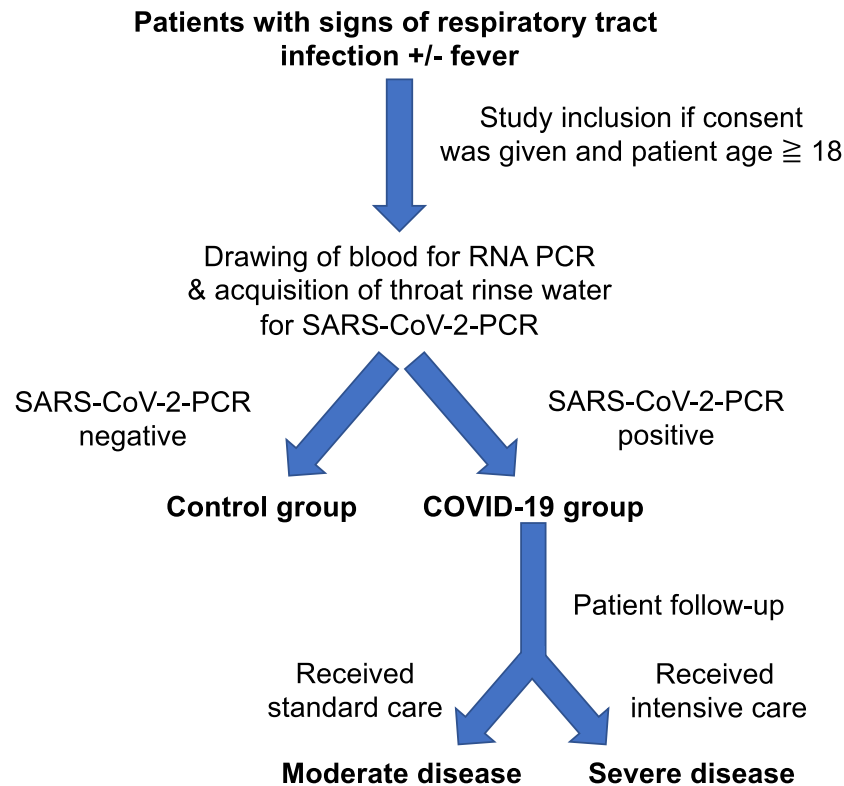 Patients with signs of respiratory tract
infection +/- fever
Study inclusion if consent
was given and patient age ≧ 18
Drawing of blood for RNA PCR
& acquisition of throat rinse water
for SARS-CoV-2-PCR
SARS-CoV-2-PCR
negative
SARS-CoV-2-PCR
positive
Control group
COVID-19 group
Patient follow-up
Received
standard care
Received
intensive care
Moderate disease
Severe disease